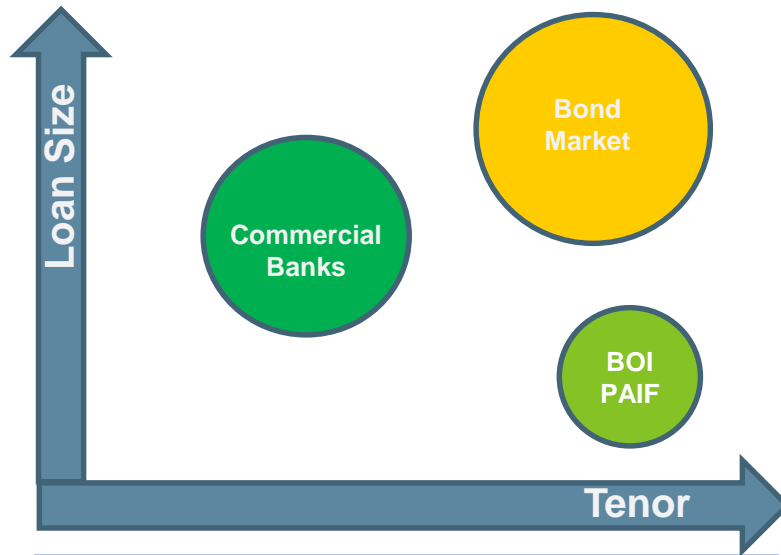 Loan Size
Bond
Market
Commercial
Banks
BOI
PAIF
Tenor